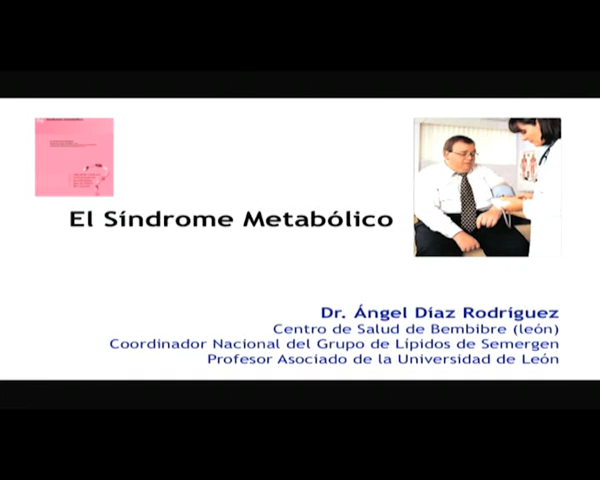 El Síndrome Metabólico
Dr. Ángel Díaz Rodríguez
Centro de Salud de Bembibre (león)
Coordinador Nacional del Grupo de Lípidos de Semergen
Profesor Asociado de la Universidad de León